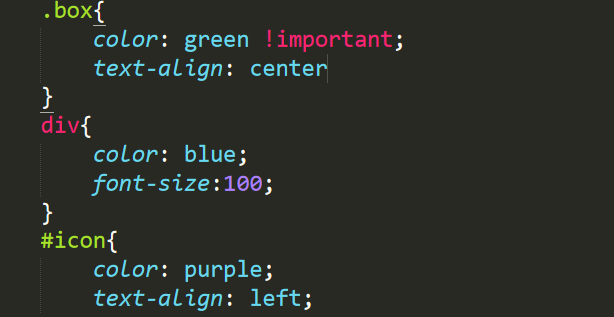 .box{
    color: green !important;
    text-align: center
}
div{
    color: blue;
    font-size:100;
}
#icon{
    color: purple;
    text-align: left;